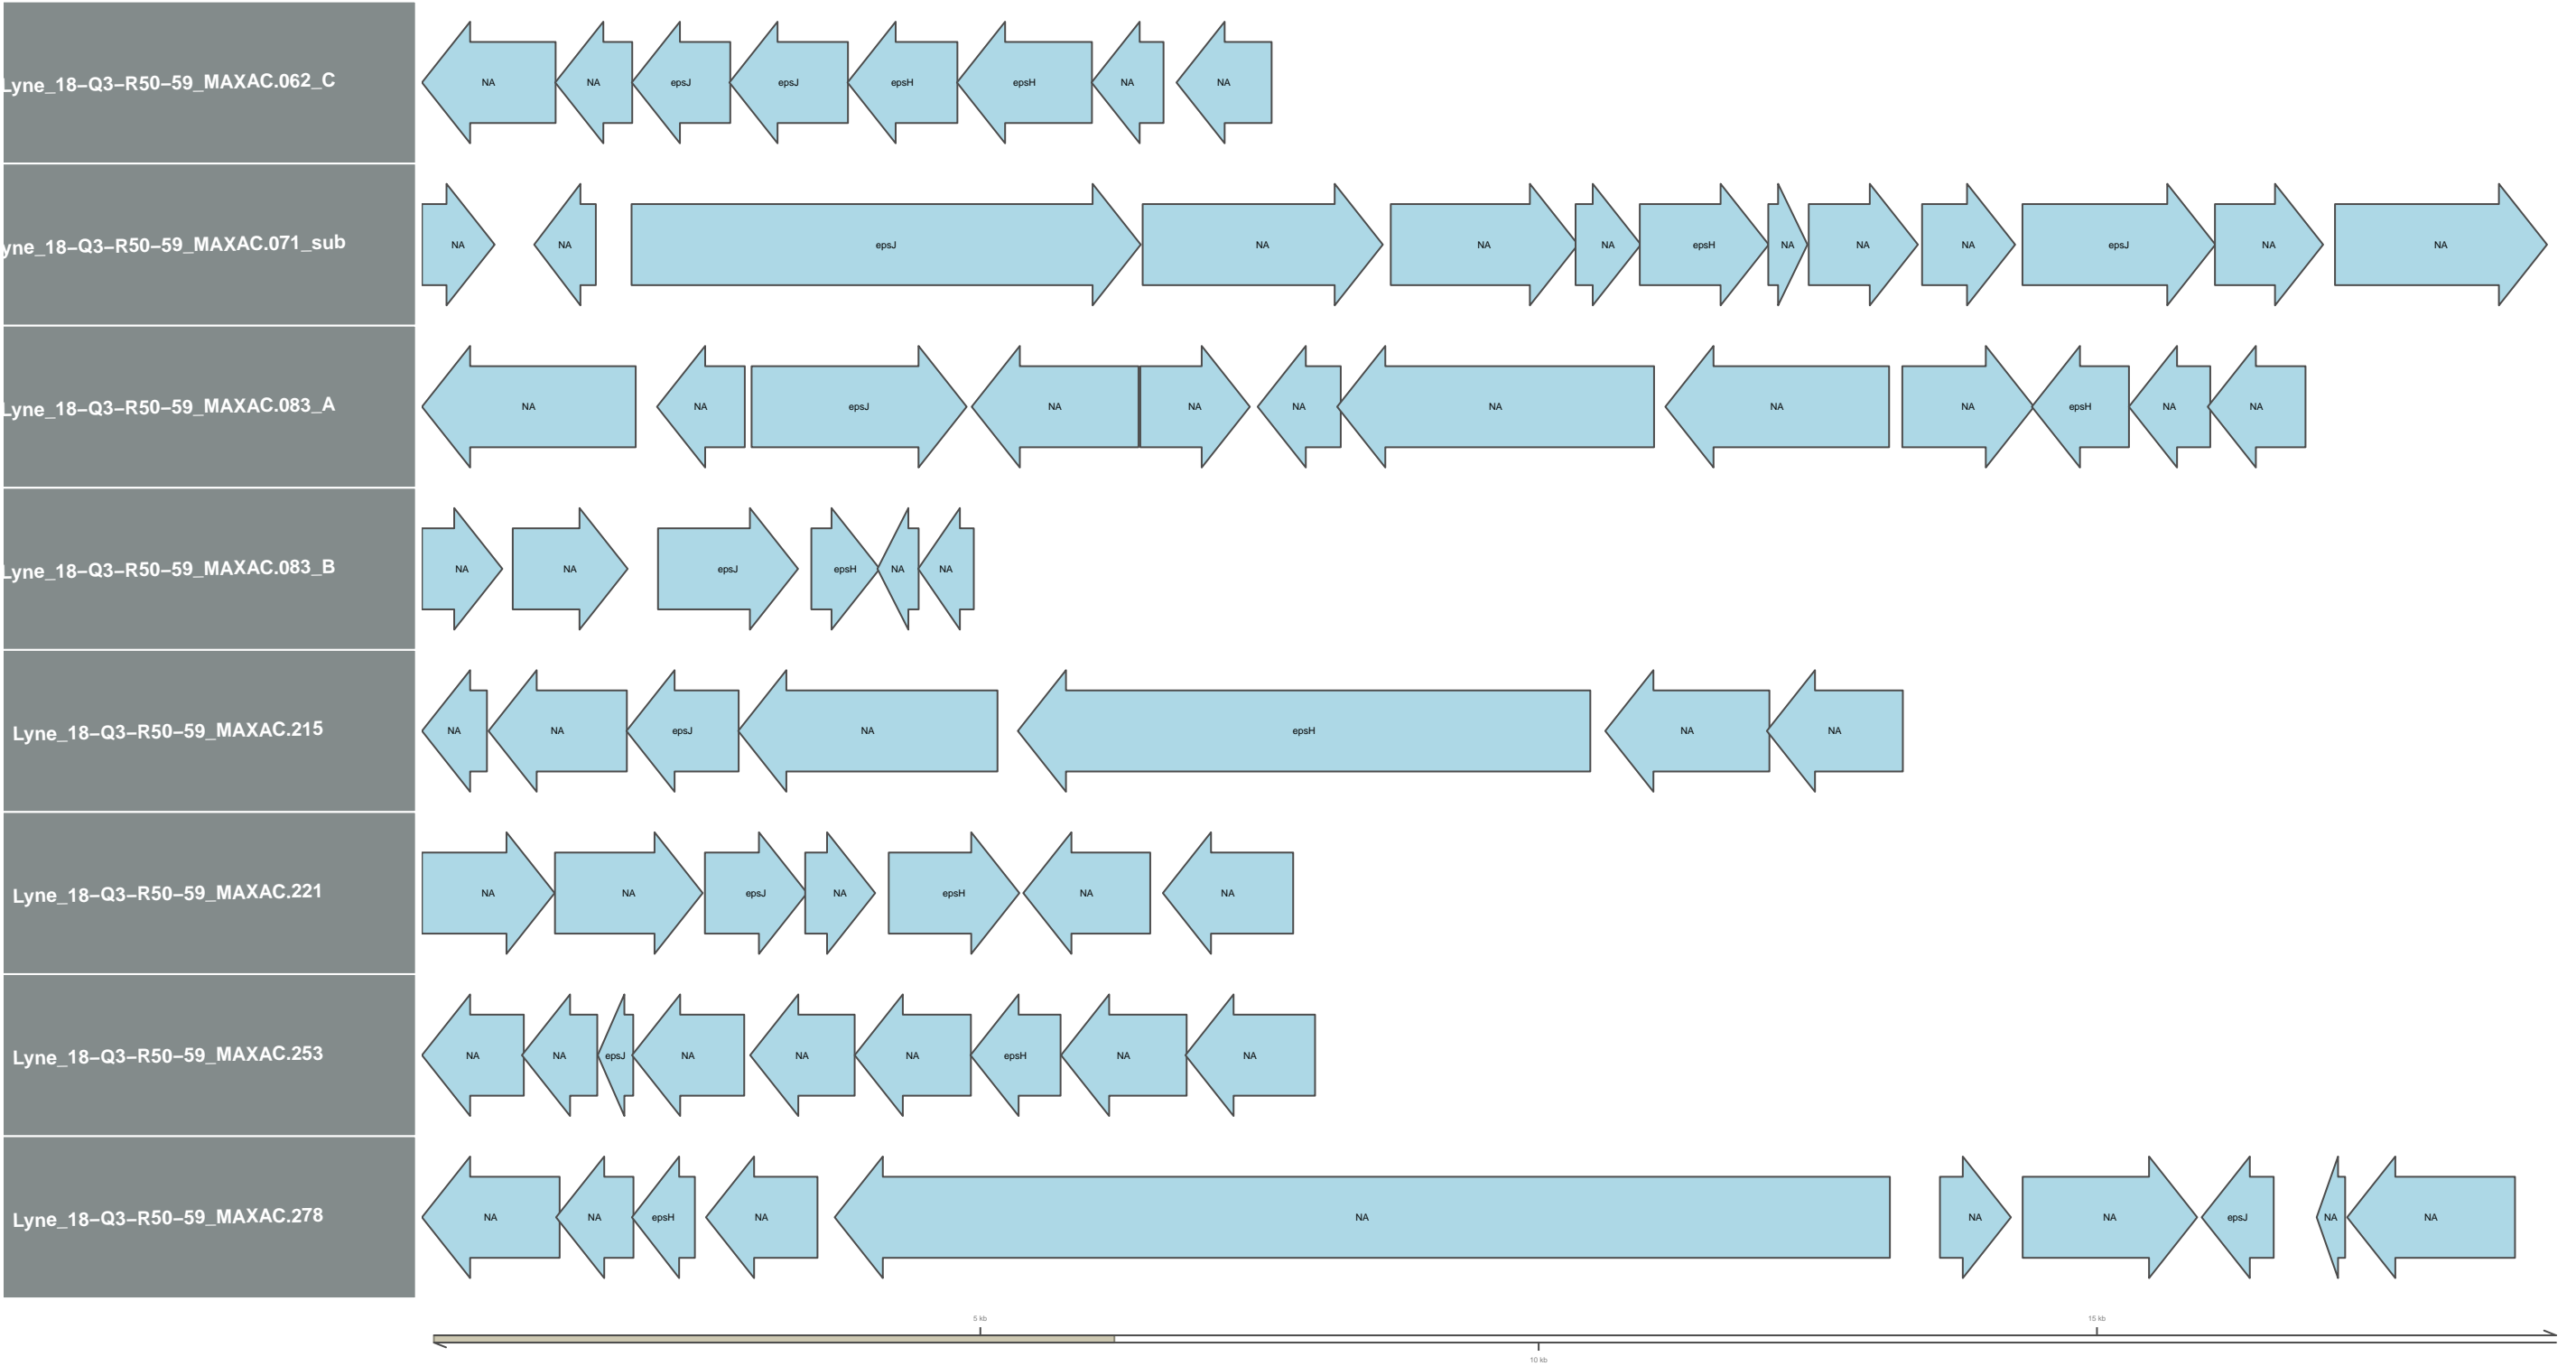 Lyne_18–Q3–R50–59_MAXAC.062_C
NA NA epsJ epsJ epsH epsH NA NA
yne_18–Q3–R50–59_MAXAC.071_sub
NA NA epsJ NA NA NA epsH NA NA NA epsJ NA NA
Lyne_18–Q3–R50–59_MAXAC.083_A
NA NA epsJ NA NA NA NA NA NA epsH NA NA
Lyne_18–Q3–R50–59_MAXAC.083_B
NA NA epsJ epsH NA NA
Lyne_18–Q3–R50–59_MAXAC.215
NA NA epsJ NA epsH NA NA
Lyne_18–Q3–R50–59_MAXAC.221
NA NA epsJ NA epsH NA NA
Lyne_18–Q3–R50–59_MAXAC.253
NA NA epsJ NA NA NA epsH NA NA
Lyne_18–Q3–R50–59_MAXAC.278
NA NA epsH NA NA NA NA epsJ NA NA
5 kb 15 kb
10 kb